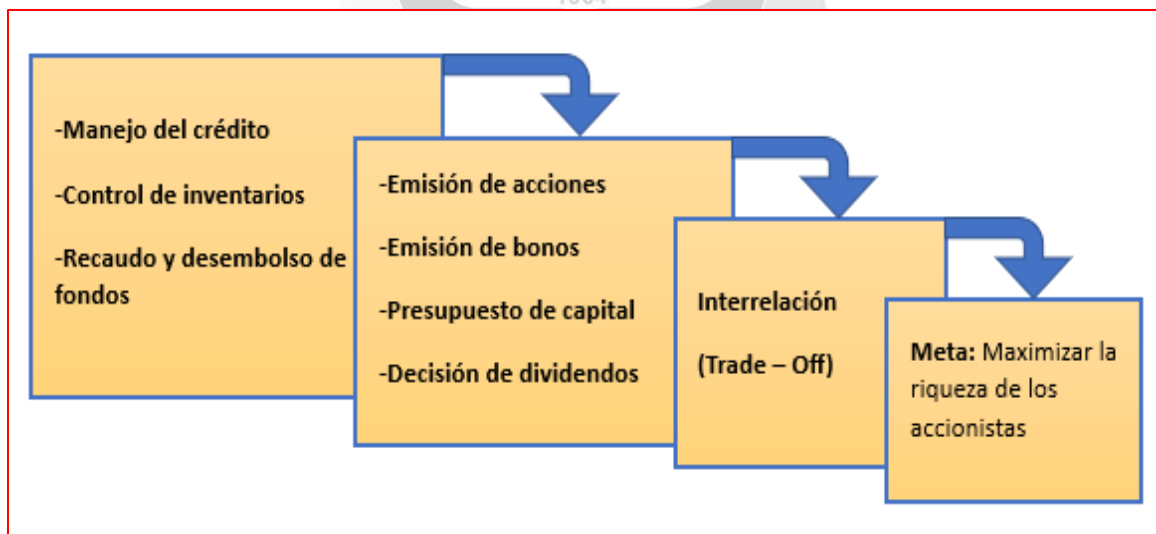 -Manejo del crédito
-Control de inventarios
-Recaudo y desembolso de
fondos
-Emisión de acciones
-Emisión de bonos
-Presupuesto de capital
-Decisión de dividendos
Interrelación
(Trade – Off)
Meta: Maximizar la
riqueza de los
accionistas